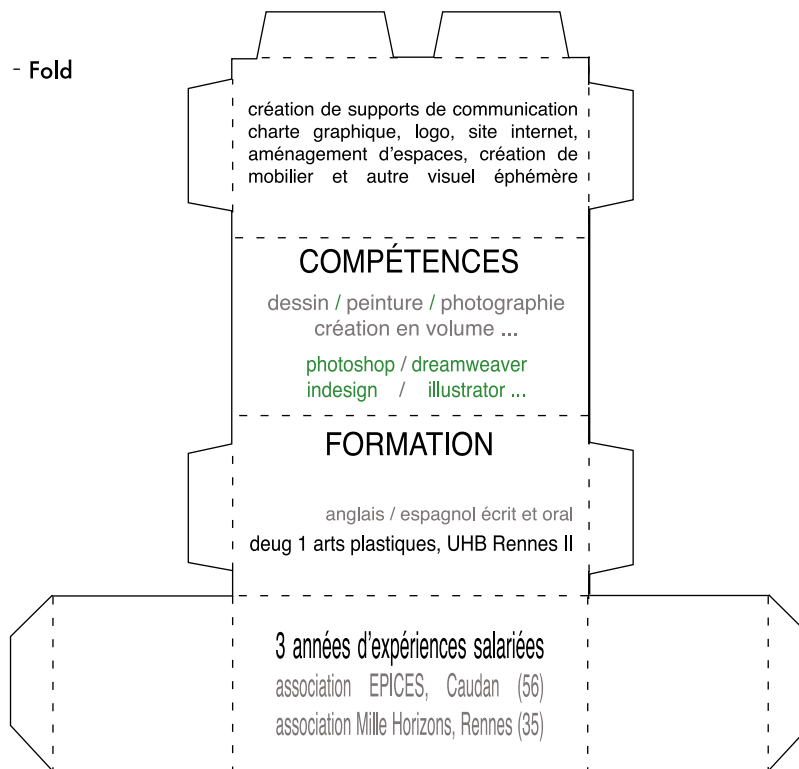 - Fold
création de supports de communication
charte graphique, logo, site internet,
aménagement d'espaces, création de
mobilier et autre visuel éphémère
COMPÉTENCES
dessin / peinture / photographie
création en volume ...
photoshop / dreamweaver
indesign / illustrator ...
FORMATION
anglais / espagnol écrit et oral
deug 1 arts plastiques, UHB Rennes II
3 années d'expériences salariées
association EPICES, Caudan (56)
association Mille Horizons, Rennes (35)